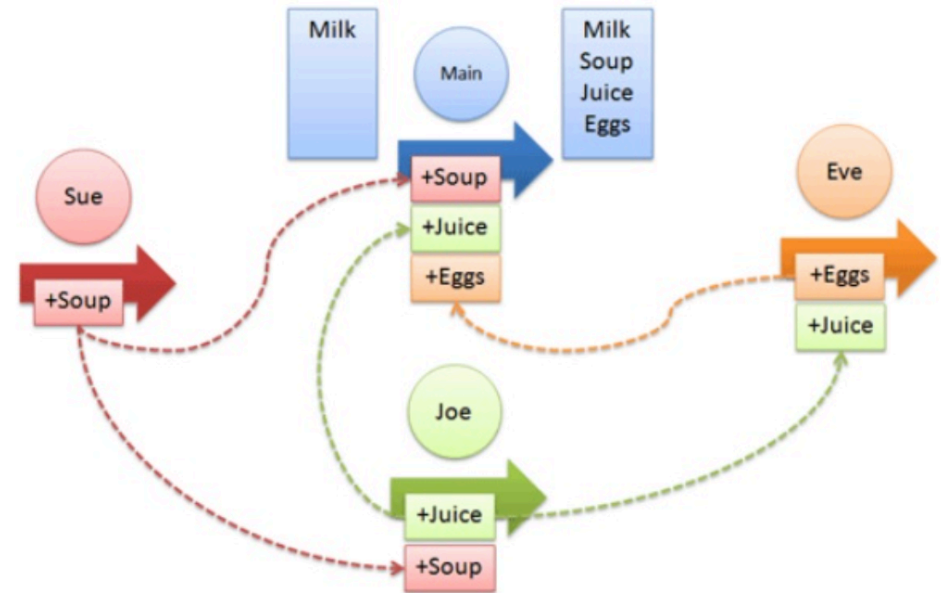 Milk
Main
Milk
Soup
Juice
Eggs
Sue
+Soup
+Soup
+Juice
+Eggs
Eve
+Eggs
+Juice
Joe
+Juice
+Soup